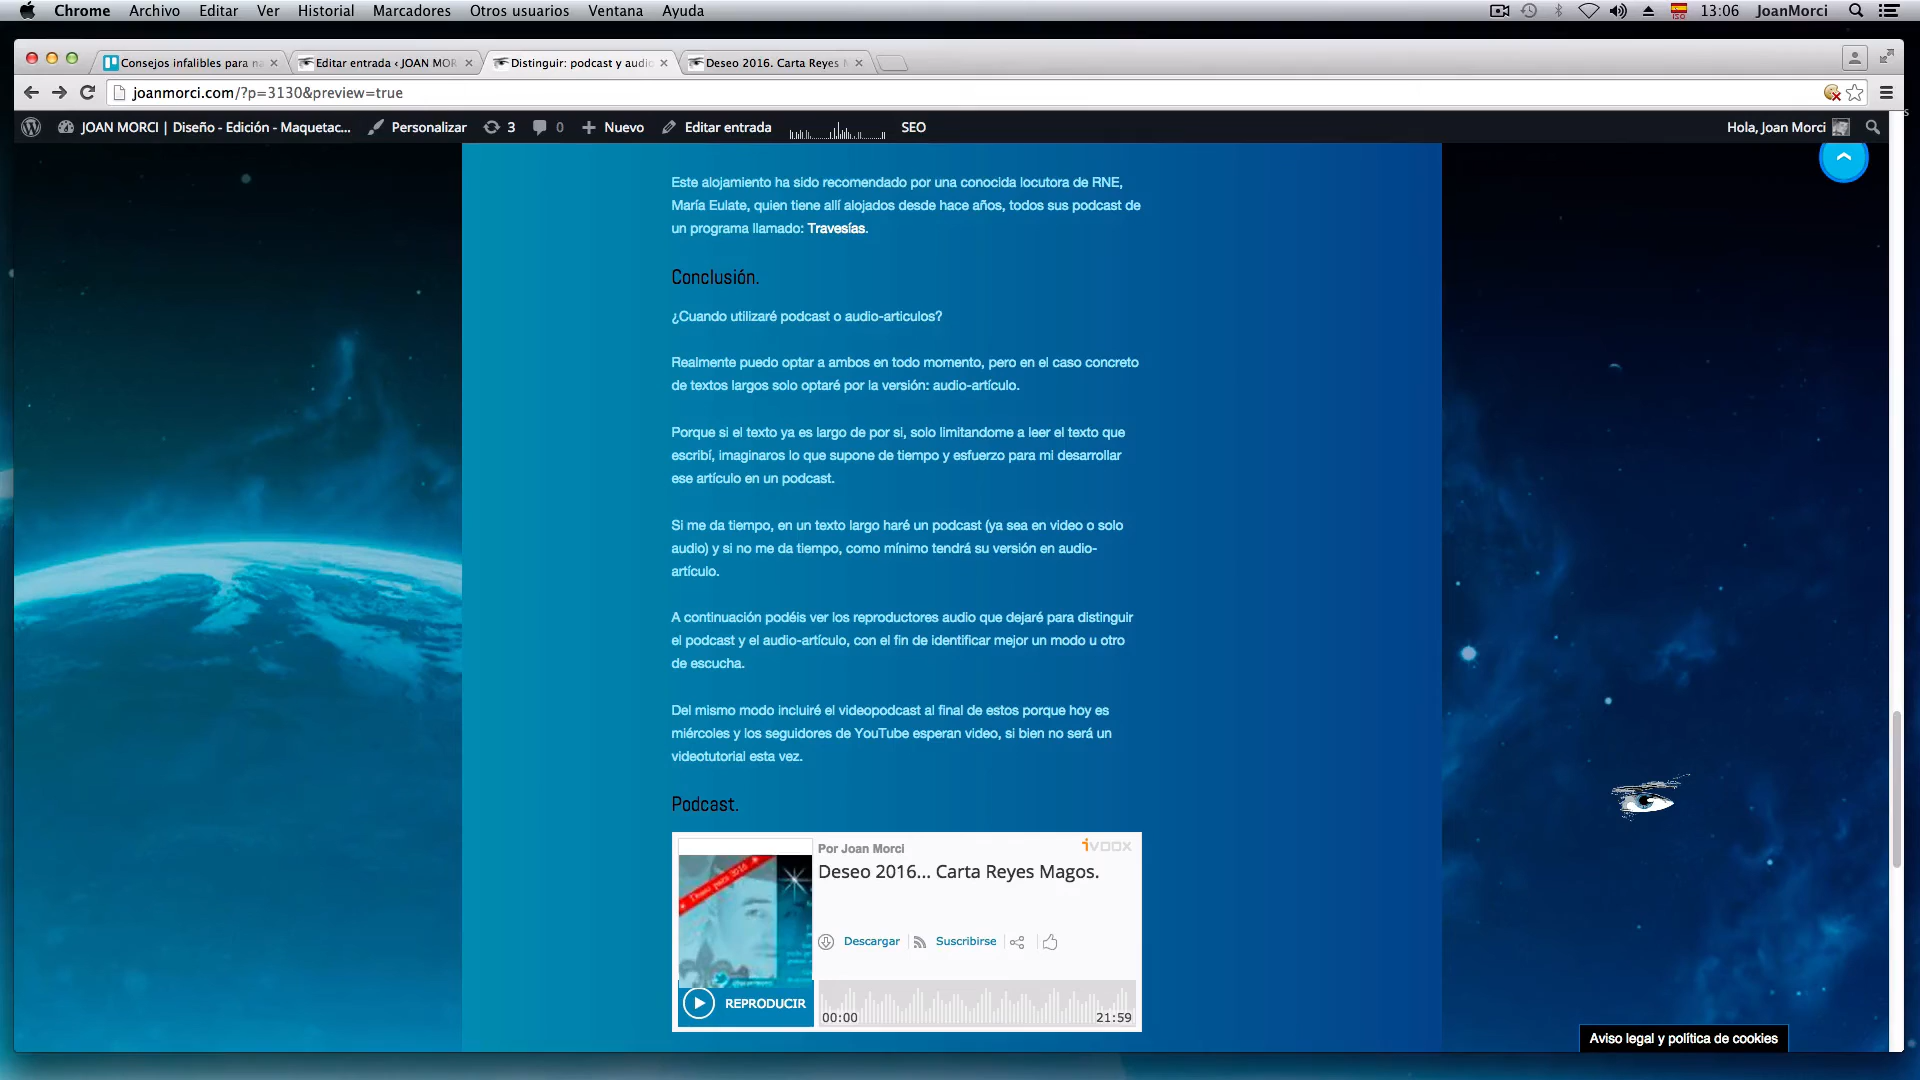 Chrome Archivo Editar Ver Historial Marcadores Otros usuarios Ventana Ayuda
ISO 13:06 JoanMorci
Consejos infalibles para na
Editar entrada ‹ JOAN MOR
Distinguir: podcast y audio
Deseo 2016. Carta Reyes M
joanmorci.com/?p=3130&preview=true
JOAN MORCI | Diseño - Edición - Maquetac... Personalizar 3 0 Nuevo Editar entrada SEO Hola, Joan Morci
Este alojamiento ha sido recomendado por una conocida locutora de RNE,
María Eulate, quien tiene allí alojados desde hace años, todos sus podcast de
un programa llamado: Travesías.
Conclusión.
¿Cuando utilizaré podcast o audio-articulos?
Realmente puedo optar a ambos en todo momento, pero en el caso concreto
de textos largos solo optaré por la versión: audio-artículo.
Porque si el texto ya es largo de por si, solo limitandome a leer el texto que
escribí, imaginaros lo que supone de tiempo y esfuerzo para mi desarrollar
ese artículo en un podcast.
Si me da tiempo, en un texto largo haré un podcast (ya sea en video o solo
audio) y si no me da tiempo, como mínimo tendrá su versión en audio-
artículo.
A continuación podéis ver los reproductores audio que dejaré para distinguir
el podcast y el audio-artículo, con el fin de identificar mejor un modo u otro
de escucha.
Del mismo modo incluiré el videopodcast al final de estos porque hoy es
miércoles y los seguidores de YouTube esperan video, si bien no será un
videotutorial esta vez.
Podcast.
Por Joan Morci
ivoox
Deseo 2016... Carta Reyes Magos.
Descargar Suscribirse
REPRODUCIR
00:00 21:59
Aviso legal y política de cookies